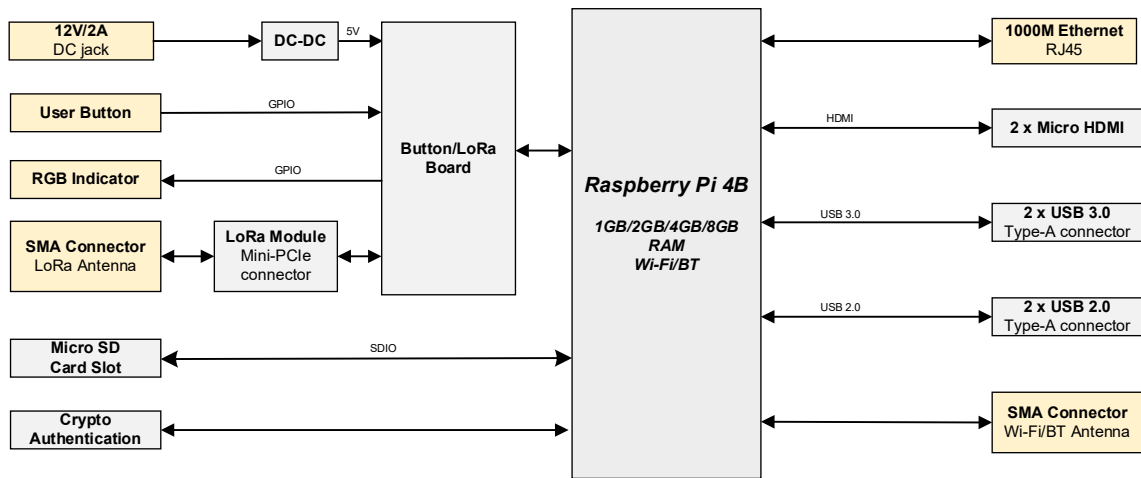 12V/2A
DC jack
DC-DC
5V
User Button
GPIO
RGB Indicator
GPIO
SMA Connector
LoRa Antenna
LoRa Module
Mini-PCIe
connector
Button/LoRa
Board
Micro SD
Card Slot
SDIO
Crypto
Authentication
Raspberry Pi 4B
1GB/2GB/4GB/8GB
RAM
Wi-Fi/BT
1000M Ethernet
RJ45
HDMI
2 x Micro HDMI
USB 3.0
2 x USB 3.0
Type-A connector
USB 2.0
2 x USB 2.0
Type-A connector
SMA Connector
Wi-Fi/BT Antenna